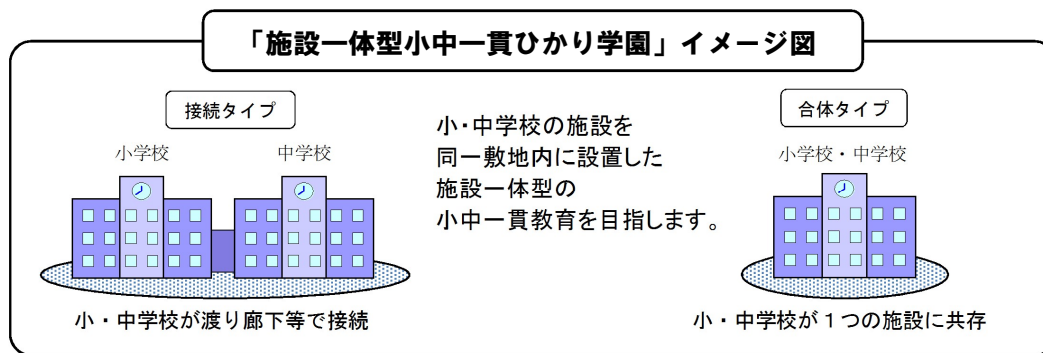 「施設一体型小中一貫ひかり学園」イメージ図
接続タイプ
小学校
中学校
小・中学校が渡り廊下等で接続
小・中学校の施設を
同一敷地内に設置した
施設一体型の
小中一貫教育を目指します。
合体タイプ
小学校・中学校
小・中学校が１つの施設に共存